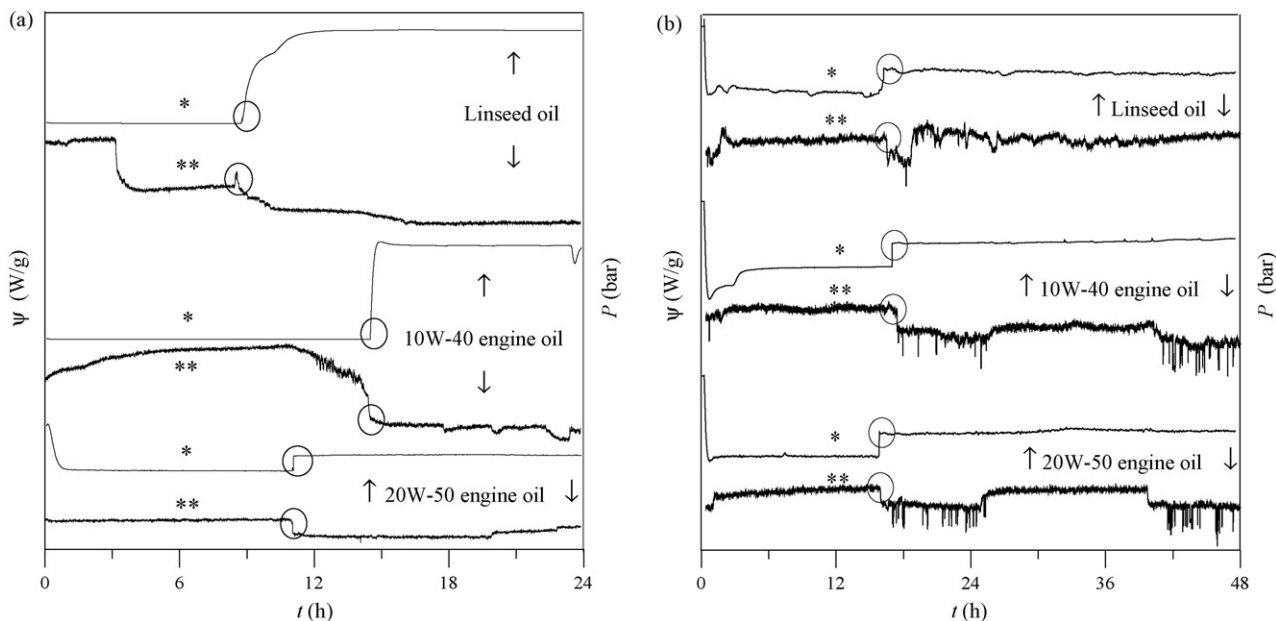 (a)
*
↑
Linseed oil
↓
**
*
↑
10W-40 engine oil
↓
**
*
↑ 20W-50 engine oil ↓
**
Ψ (W/g)
P (bar)
0 6 12 18 24
t (h)
(b)
*
↑ Linseed oil ↓
**
*
↑ 10W-40 engine oil ↓
**
*
↑ 20W-50 engine oil ↓
**
Ψ (W/g)
P (bar)
0 12 24 36 48
t (h)